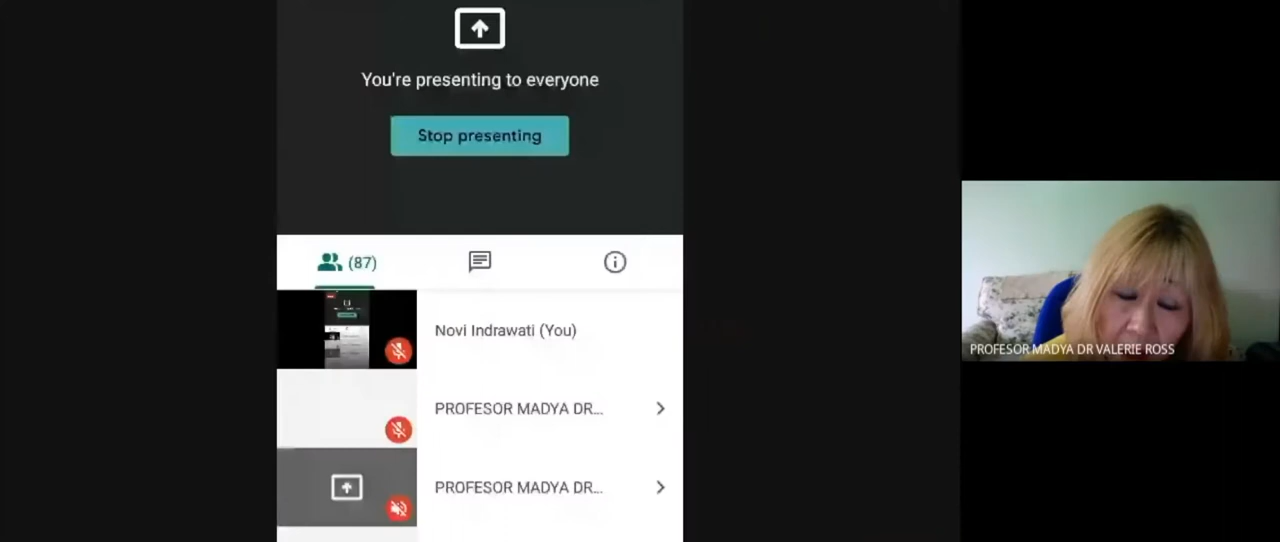 You're presenting to everyone
Stop presenting
(87)
Novi Indrawati (You)
PROFESOR MADYA DR...
PROFESOR MADYA DR...
PROFESOR MADYA DR VALERIE ROSS